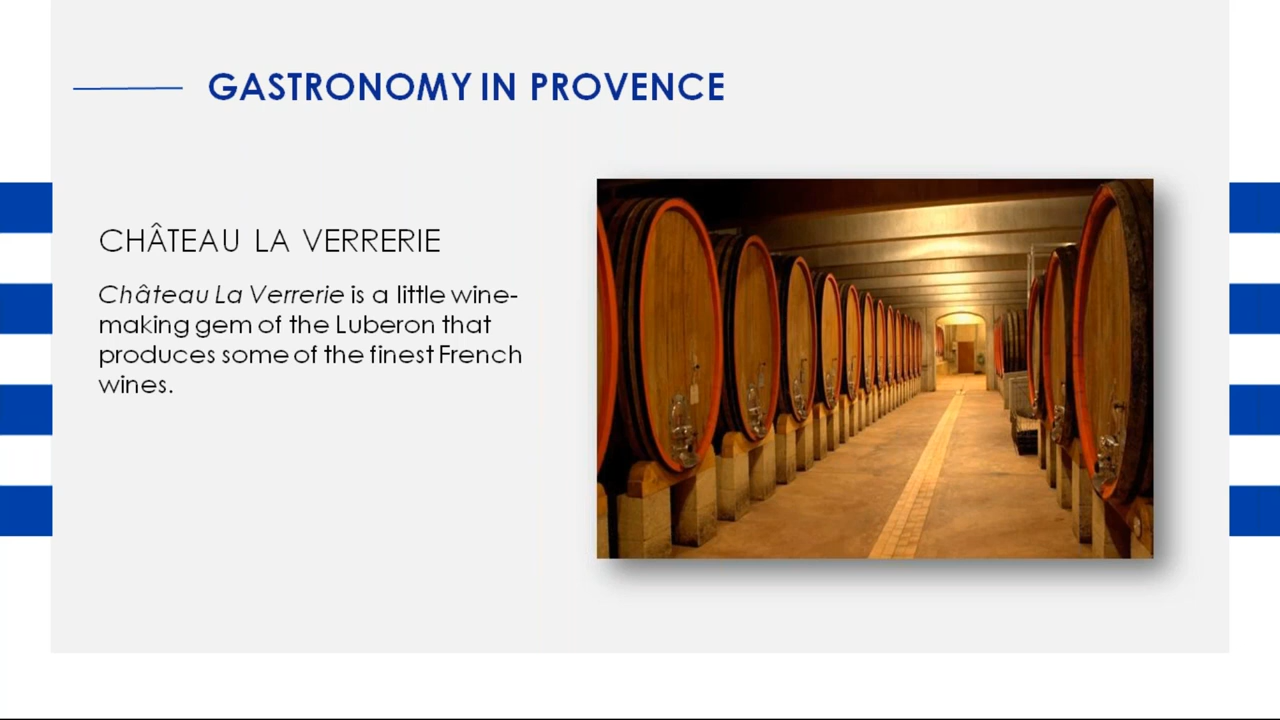 GASTRONOMY IN PROVENCE
CHÂTEAU LA VERRERIE
Château La Verrerie is a little wine-
making gem of the Luberon that
produces some of the finest French
wines.